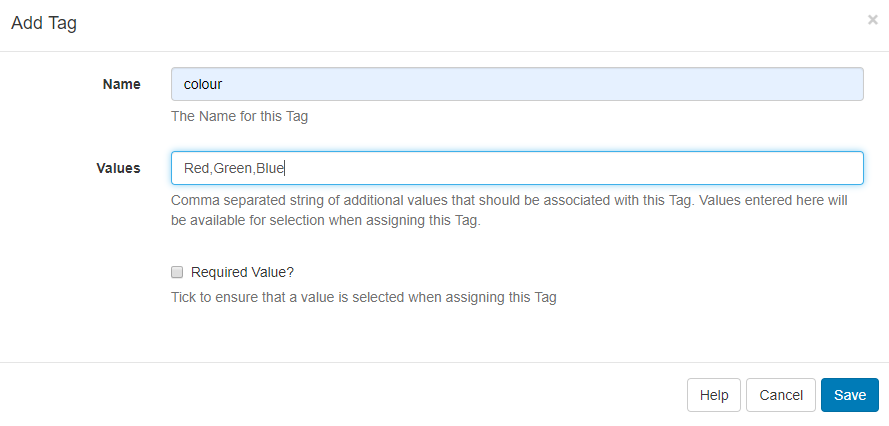 Add Tag ×
Name colour
The Name for this Tag
Values Red,Green,Blue
Comma separated string of additional values that should be associated with this Tag. Values entered here will
be available for selection when assigning this Tag.
Required Value?
Tick to ensure that a value is selected when assigning this Tag
Help Cancel Save